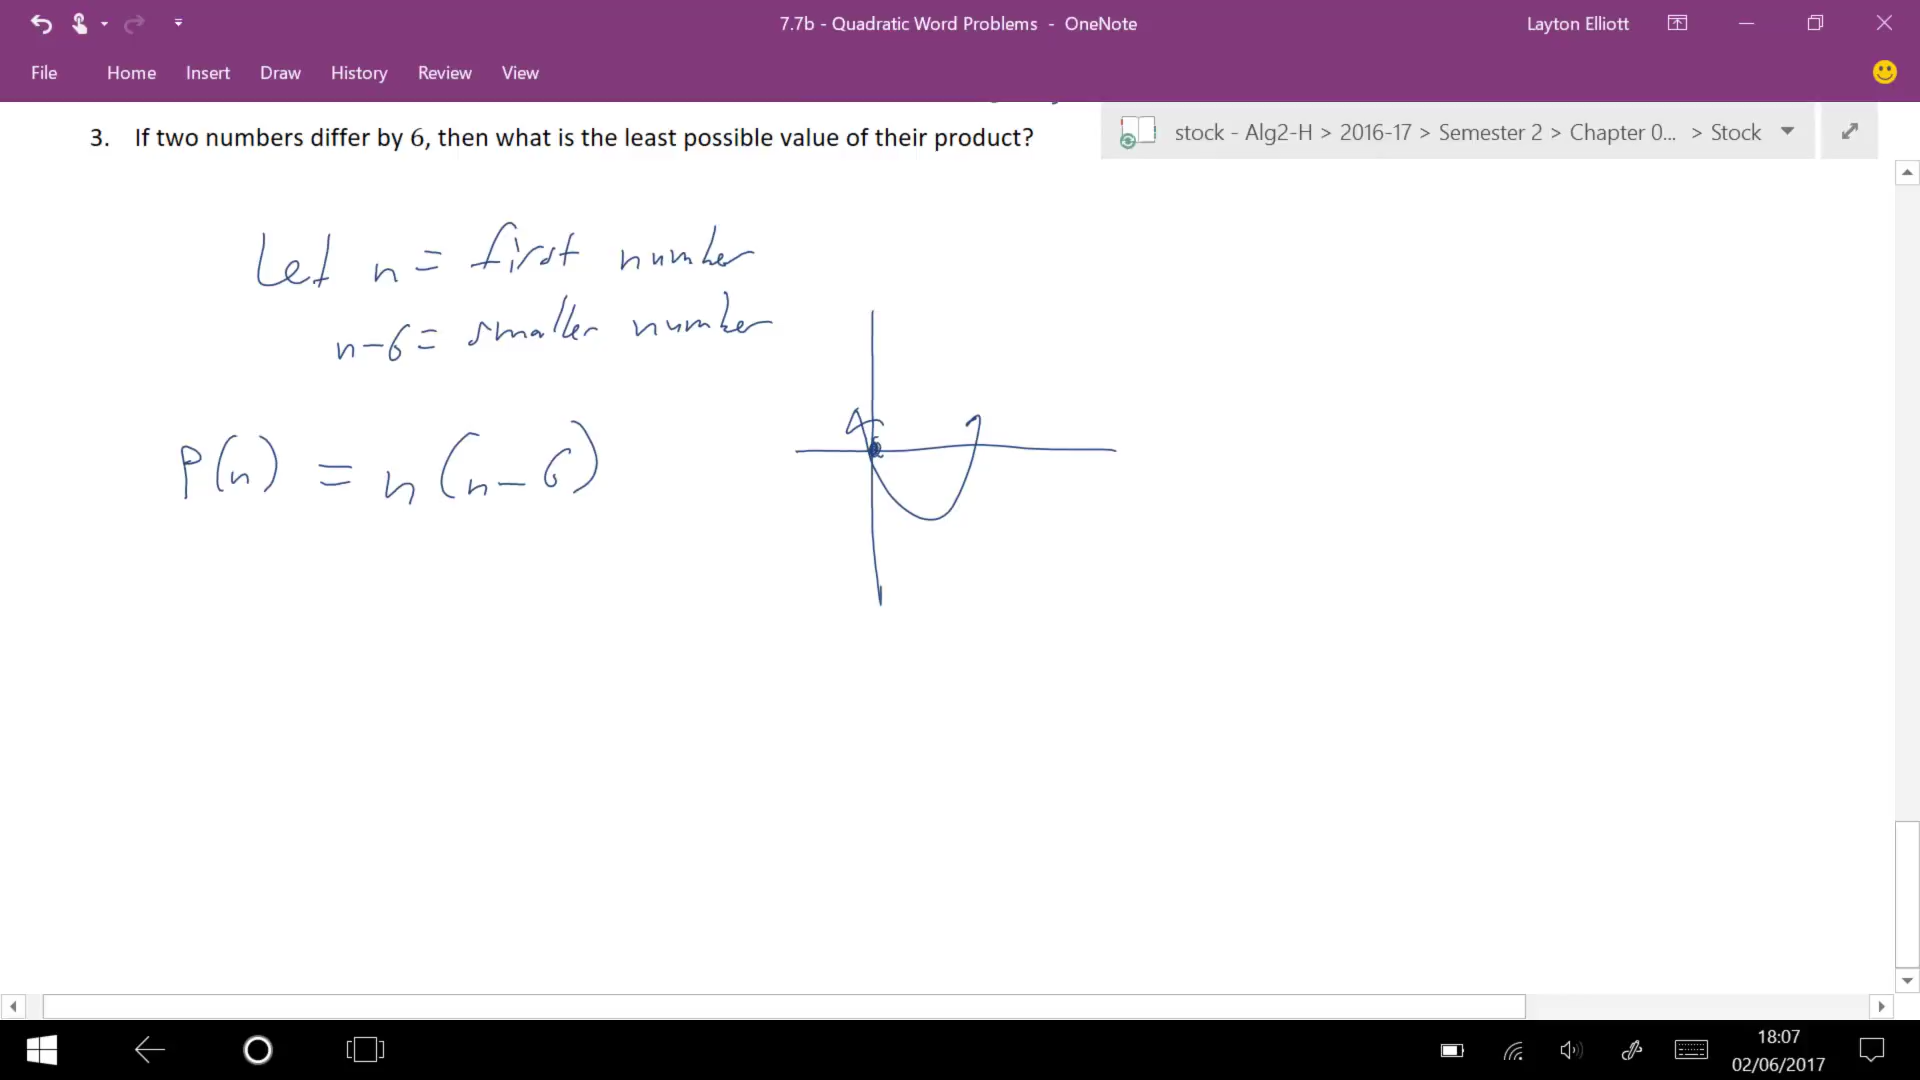 7.7b - Quadratic Word Problems - OneNote
Layton Elliott
File Home Insert Draw History Review View
3. If two numbers differ by 6, then what is the least possible value of their product?
stock - Alg2-H > 2016-17 > Semester 2 > Chapter 0... > Stock
Let n = first number
n-6 = smaller number
P(n) = n(n-6)
18:07
02/06/2017